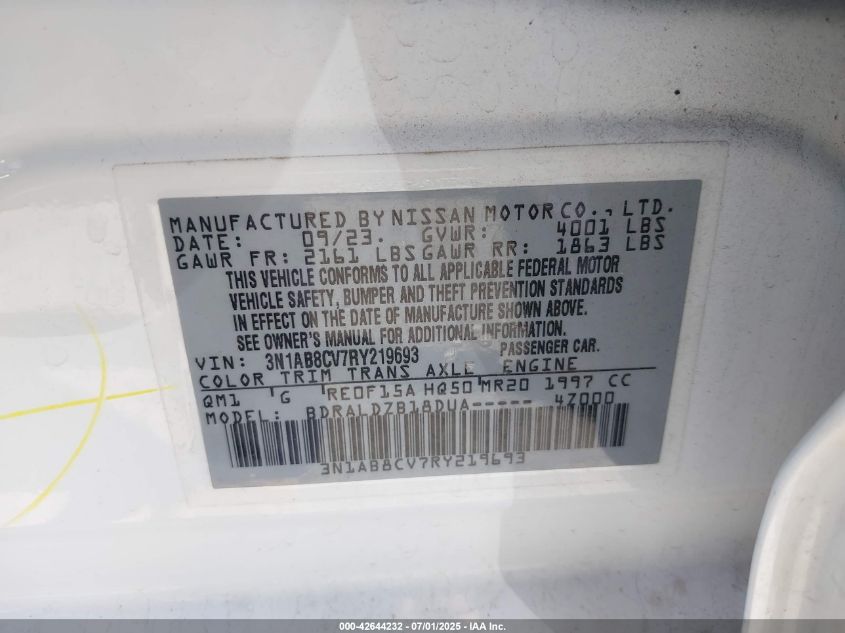 MANUFACTURED BY NISSAN MOTOR CO., LTD.
DATE: 09/23. GVWR: 4001 LBS
GAWR FR: 2161 LBS GAWR RR: 1863 LBS
THIS VEHICLE CONFORMS TO ALL APPLICABLE FEDERAL MOTOR
VEHICLE SAFETY, BUMPER AND THEFT PREVENTION STANDARDS
IN EFFECT ON THE DATE OF MANUFACTURE SHOWN ABOVE.
SEE OWNER'S MANUAL FOR ADDITIONAL INFORMATION.
VIN: 3N1AB8CV7RY219693 PASSENGER CAR.
COLOR TRIM TRANS AXLE ENGINE
QM1 G RE0F15A HQ50 MR20 1997 CC
MODEL: BDRALDZB18DUA----- 4Z000
3N1AB8CV7RY219693
000-42644232 - 07/01/2025 - IAA Inc.